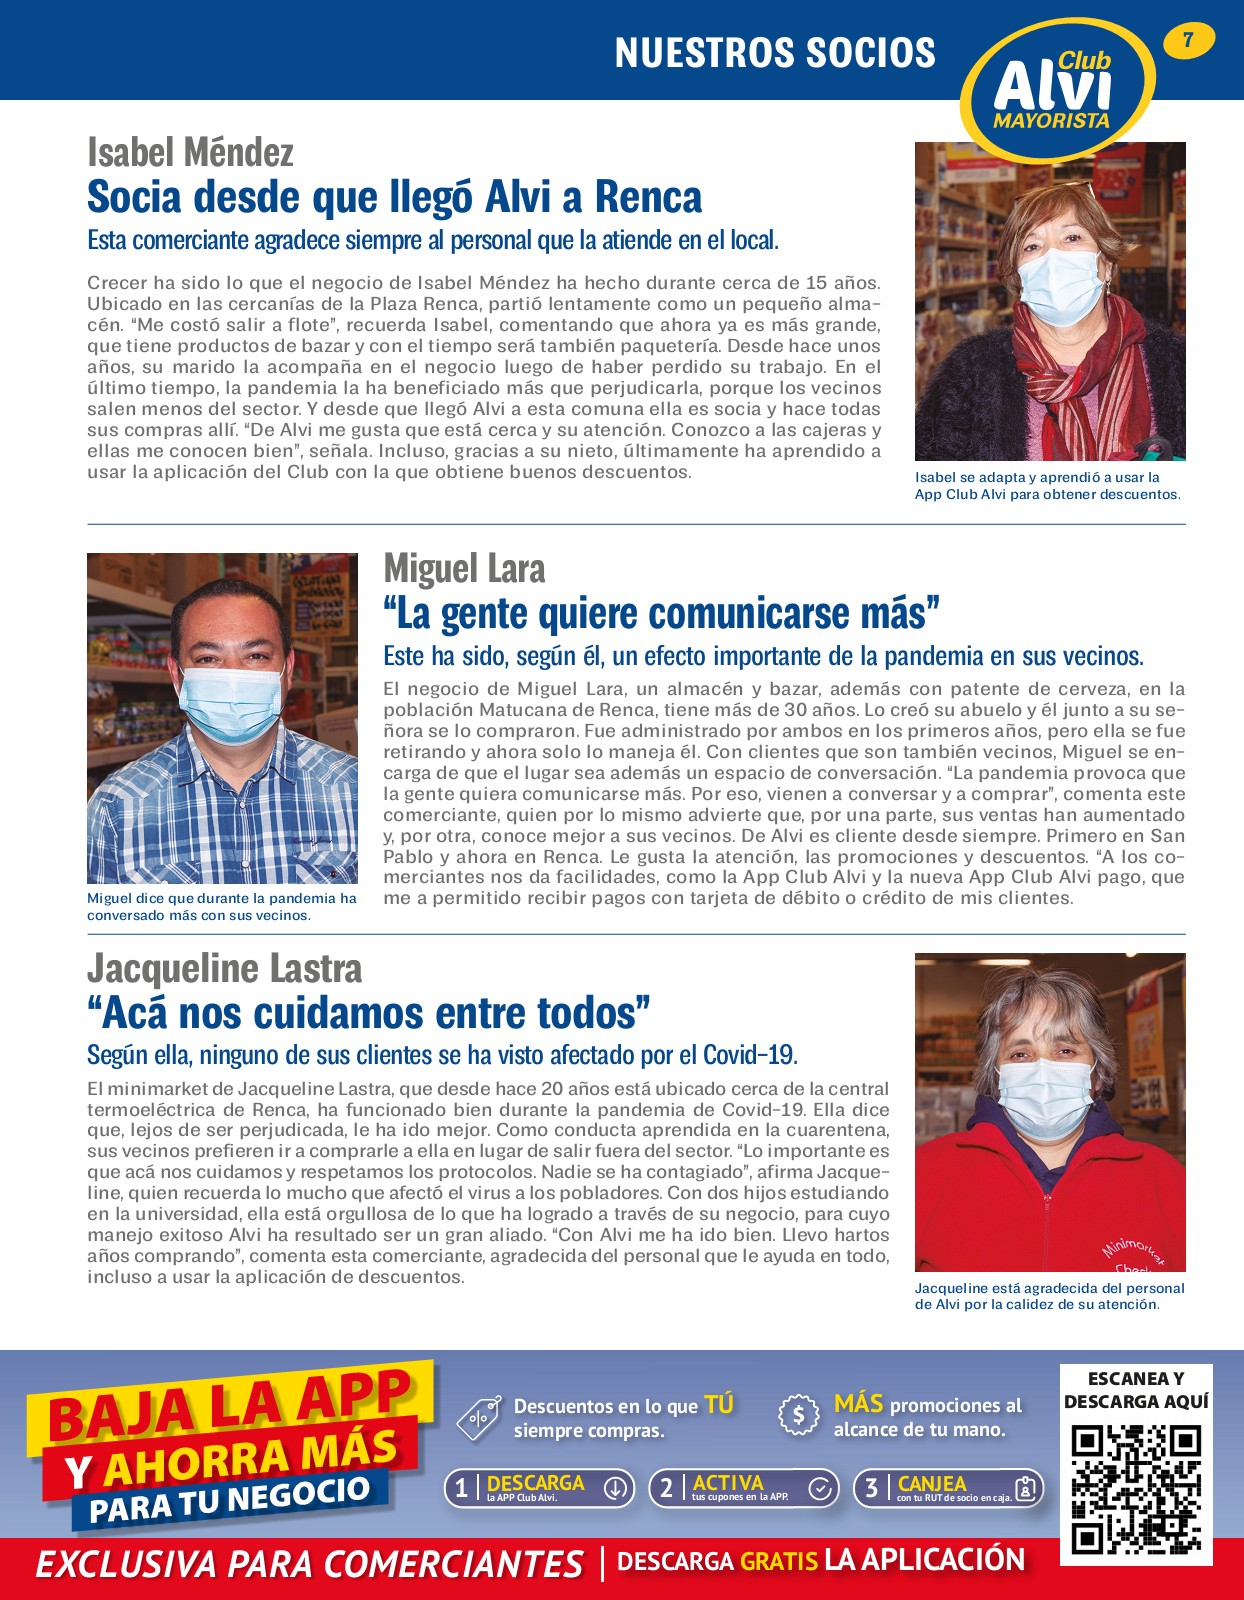 NUESTROS SOCIOS
Club
Alvi
MAYORISTA
7
Isabel Méndez
Socia desde que llegó Alvi a Renca
Esta comerciante agradece siempre al personal que la atiende en el local.
Crecer ha sido lo que el negocio de Isabel Méndez ha hecho durante cerca de 15 años.
Ubicado en las cercanías de la Plaza Renca, partió lentamente como un pequeño alma-
cén. “Me costó salir a flote”, recuerda Isabel, comentando que ahora ya es más grande,
que tiene productos de bazar y con el tiempo será también paquetería. Desde hace unos
años, su marido la acompaña en el negocio luego de haber perdido su trabajo. En el
último tiempo, la pandemia la ha beneficiado más que perjudicarla, porque los vecinos
salen menos del sector. Y desde que llegó Alvi a esta comuna ella es socia y hace todas
sus compras allí. “De Alvi me gusta que está cerca y su atención. Conozco a las cajeras y
ellas me conocen bien”, señala. Incluso, gracias a su nieto, últimamente ha aprendido a
usar la aplicación del Club con la que obtiene buenos descuentos.
Isabel se adapta y aprendió a usar la
App Club Alvi para obtener descuentos.
Miguel Lara
“La gente quiere comunicarse más”
Este ha sido, según él, un efecto importante de la pandemia en sus vecinos.
El negocio de Miguel Lara, un almacén y bazar, además con patente de cerveza, en la
población Matucana de Renca, tiene más de 30 años. Lo creó su abuelo y él junto a su se-
ñora se lo compraron. Fue administrado por ambos en los primeros años, pero ella se fue
retirando y ahora solo lo maneja él. Con clientes que son también vecinos, Miguel se en-
carga de que el lugar sea además un espacio de conversación. “La pandemia provoca que
la gente quiera comunicarse más. Por eso, vienen a conversar y a comprar”, comenta este
comerciante, quien por lo mismo advierte que, por una parte, sus ventas han aumentado
y, por otra, conoce mejor a sus vecinos. De Alvi es cliente desde siempre. Primero en San
Pablo y ahora en Renca. Le gusta la atención, las promociones y descuentos. “A los co-
merciantes nos da facilidades, como la App Club Alvi y la nueva App Club Alvi pago, que
me a permitido recibir pagos con tarjeta de débito o crédito de mis clientes.
Miguel dice que durante la pandemia ha
conversado más con sus vecinos.
Jacqueline Lastra
“Acá nos cuidamos entre todos”
Según ella, ninguno de sus clientes se ha visto afectado por el Covid-19.
El minimarket de Jacqueline Lastra, que desde hace 20 años está ubicado cerca de la central
termoeléctrica de Renca, ha funcionado bien durante la pandemia de Covid-19. Ella dice
que, lejos de ser perjudicada, le ha ido mejor. Como conducta aprendida en la cuarentena,
sus vecinos prefieren ir a comprarle a ella en lugar de salir fuera del sector. “Lo importante es
que acá nos cuidamos y respetamos los protocolos. Nadie se ha contagiado”, afirma Jacque-
line, quien recuerda lo mucho que afectó el virus a los pobladores. Con dos hijos estudiando
en la universidad, ella está orgullosa de lo que ha logrado a través de su negocio, para cuyo
manejo exitoso Alvi ha resultado ser un gran aliado. “Con Alvi me ha ido bien. Llevo hartos
años comprando”, comenta esta comerciante, agradecida del personal que le ayuda en todo,
incluso a usar la aplicación de descuentos.
Minimarket
Jacqueline está agradecida del personal
de Alvi por la calidez de su atención.
BAJA LA APP
Y AHORRA MÁS
PARA TU NEGOCIO
Descuentos en lo que TÚ
siempre compras.
MÁS promociones al
alcance de tu mano.
1 DESCARGA
la APP Club Alvi.
2 ACTIVA
tus cupones en la APP.
3 CANJEA
con tu RUT de socio en caja.
ESCANEA Y
DESCARGA AQUÍ
EXCLUSIVA PARA COMERCIANTES | DESCARGA GRATIS LA APLICACIÓN